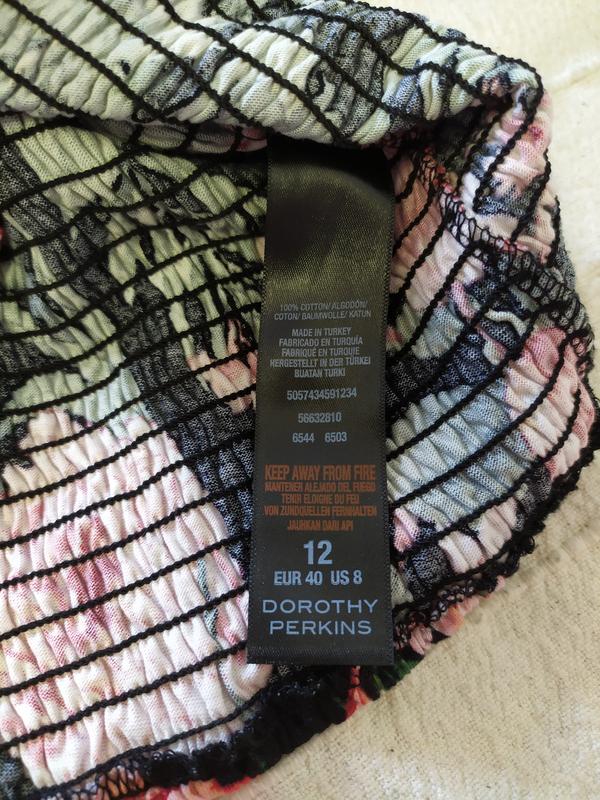 100% COTTON/ALGODÓN/
COTON/BAUMWOLLE/ KATUN
MADE IN TURKEY
FABRICADO EN TURQUÍA
FABRIQUÉ EN TURQUIE
HERGESTELLT IN DER TÜRKEI
BUATAN TURKI
5057434591234
56632810
6544 6503
KEEP AWAY FROM FIRE
MANTENER ALEJADO DEL FUEGO
TENIR ELOIGNE DU FEU
VON ZUNDQUELLEN FERNHALTEN
JAUHKAN DARI API
12
EUR 40 US 8
DOROTHY
PERKINS